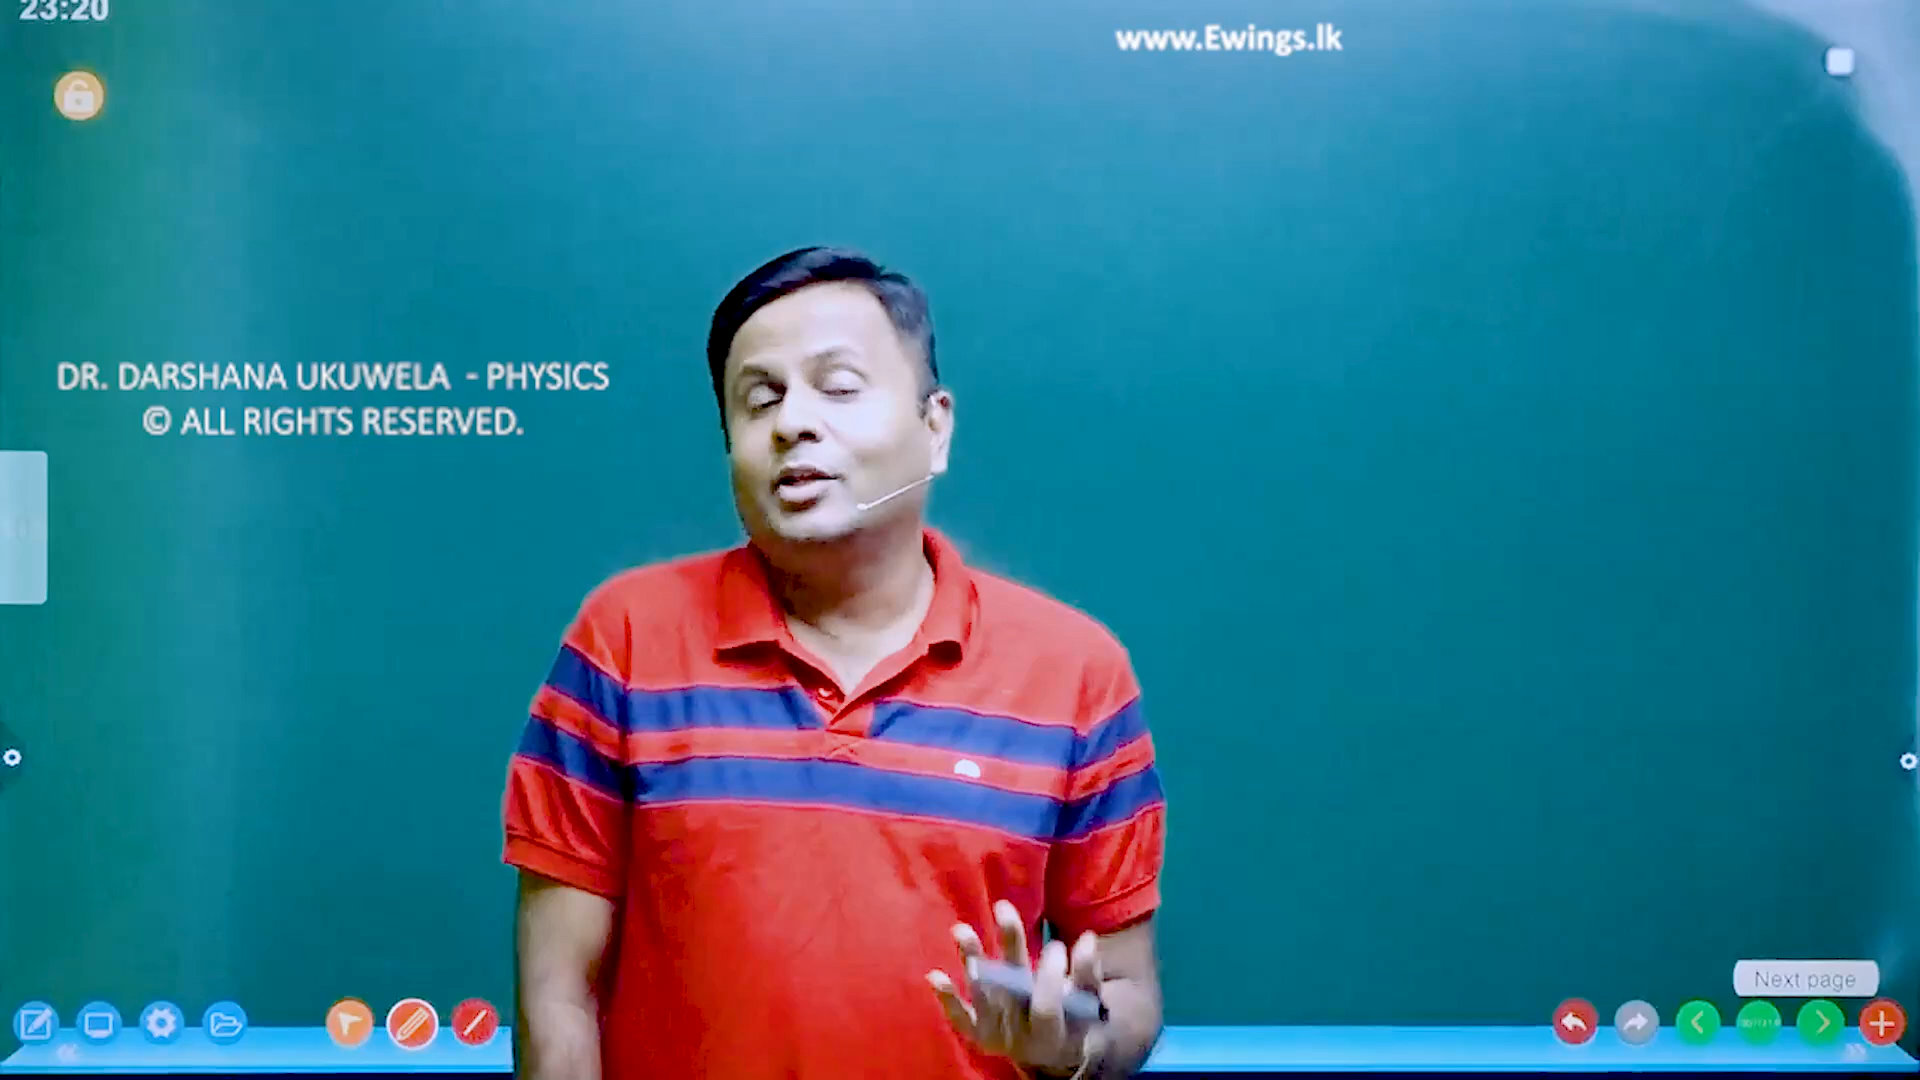 23:20
www.Ewings.lk
DR. DARSHANA UKUWELA - PHYSICS
© ALL RIGHTS RESERVED.
Next page